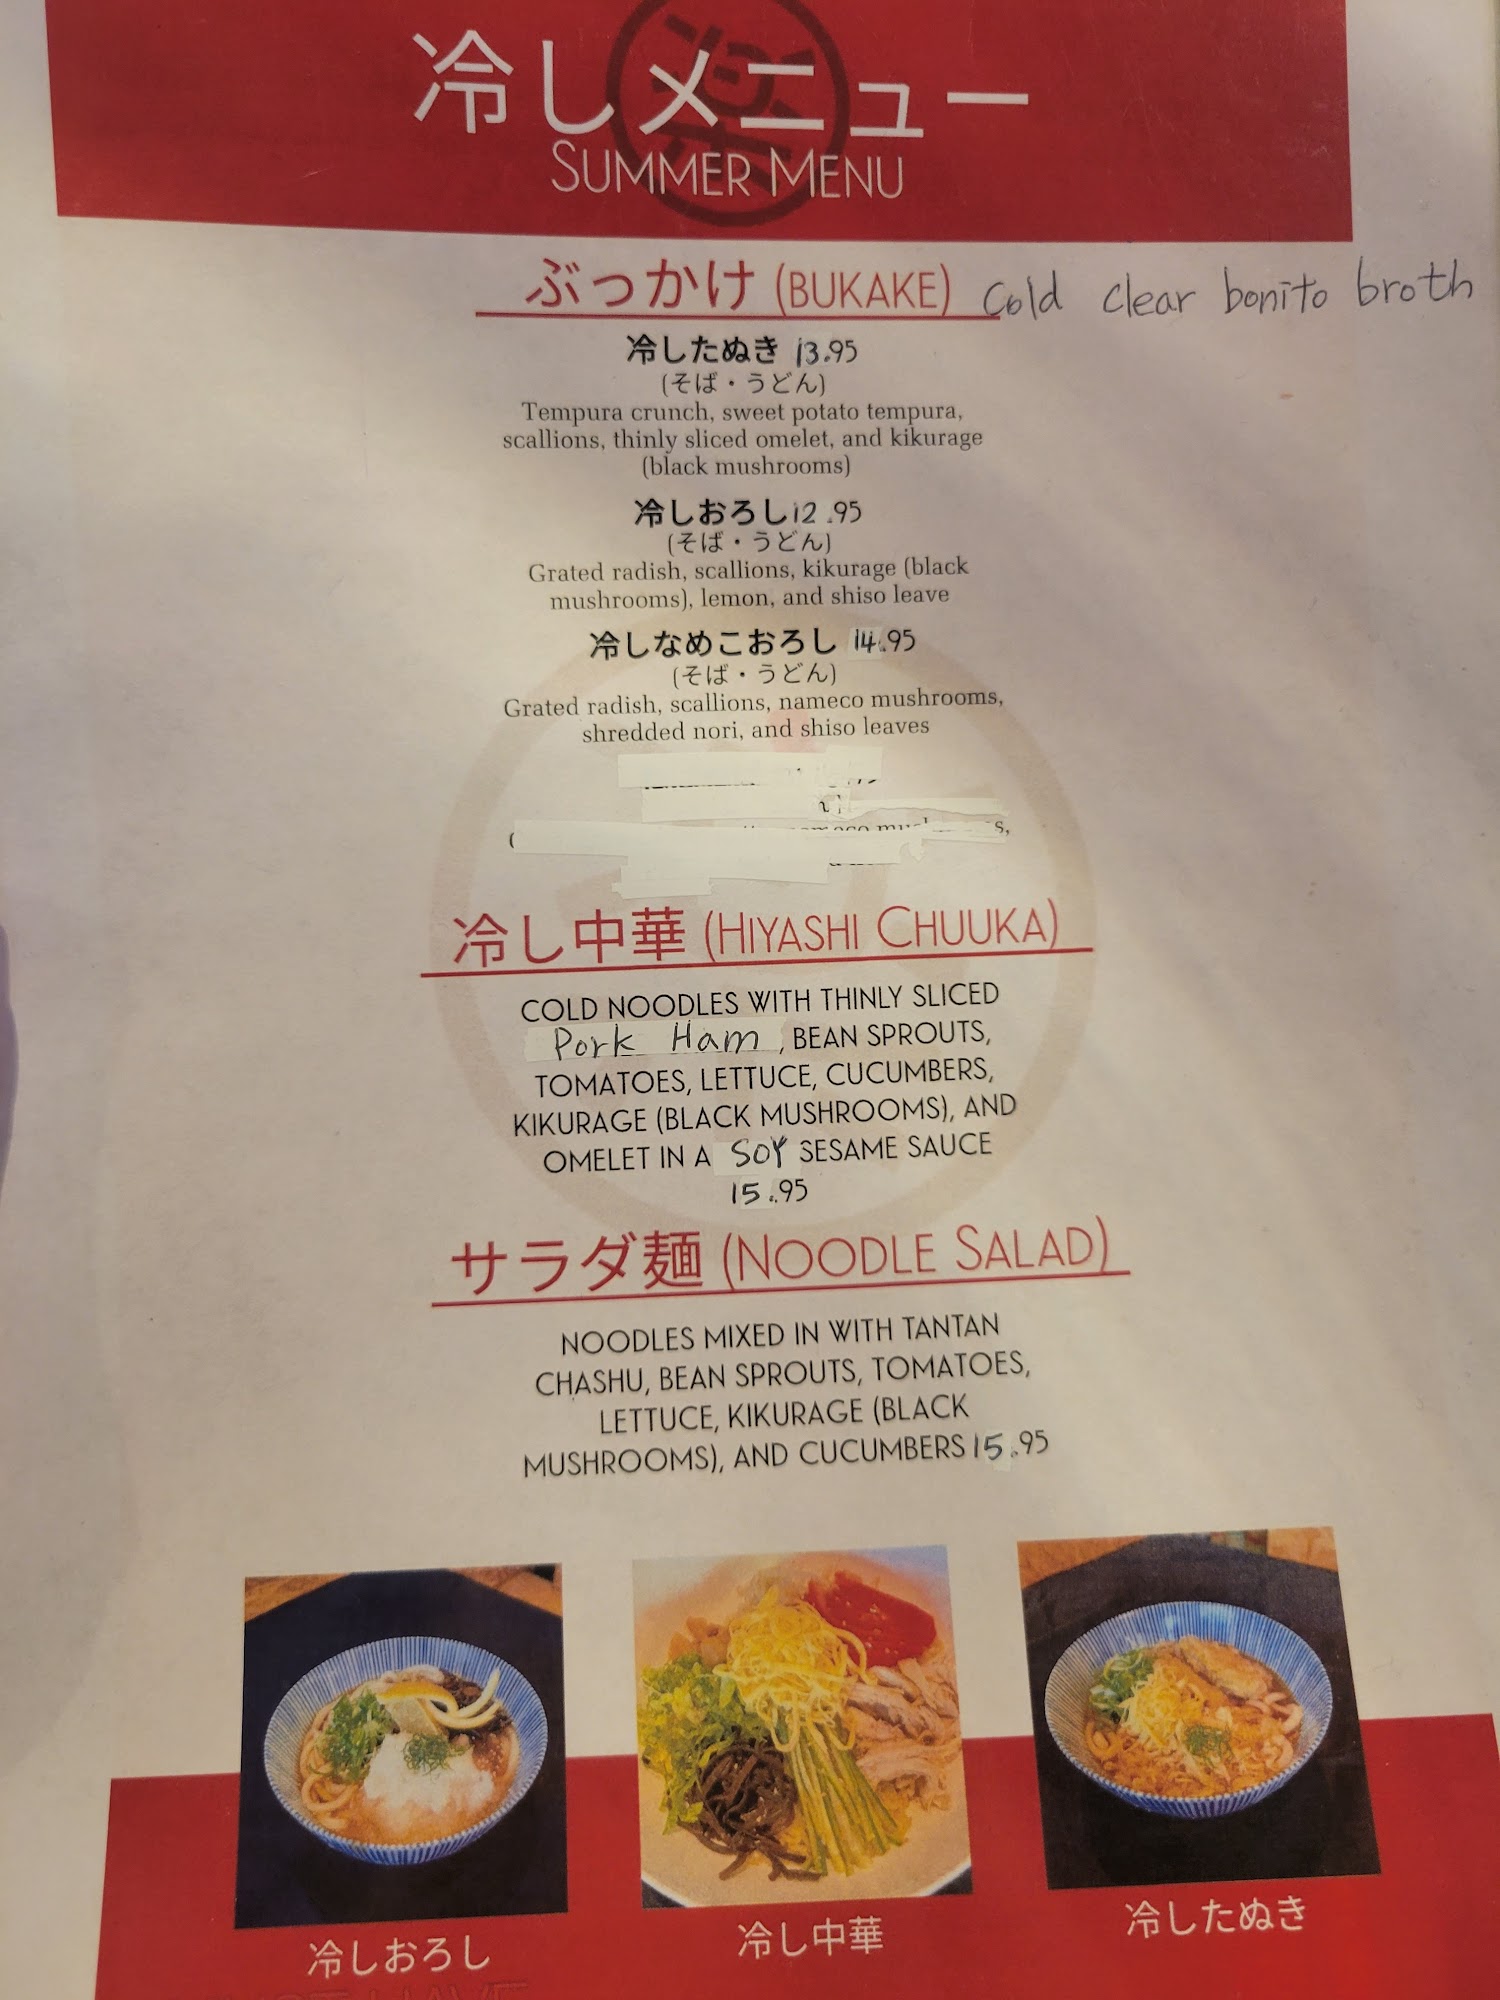 冷しメニュー
SUMMER MENU
ぶっかけ (BUKAKE) Cold clear bonito broth
冷したぬき 13.95
(そば・うどん)
Tempura crunch, sweet potato tempura,
scallions, thinly sliced omelet, and kikurage
(black mushrooms)
冷しおろし12.95
(そば・うどん)
Grated radish, scallions, kikurage (black
mushrooms), lemon, and shiso leave
冷しなめこおろし 14.95
(そば・うどん)
Grated radish, scallions, nameco mushrooms,
shredded nori, and shiso leaves
冷し中華 (HIYASHI CHUUKA)
COLD NOODLES WITH THINLY SLICED
Pork Ham, BEAN SPROUTS,
TOMATOES, LETTUCE, CUCUMBERS,
KIKURAGE (BLACK MUSHROOMS), AND
OMELET IN A SOY SESAME SAUCE
15.95
サラダ麺 (NOODLE SALAD)
NOODLES MIXED IN WITH TANTAN
CHASHU, BEAN SPROUTS, TOMATOES,
LETTUCE, KIKURAGE (BLACK
MUSHROOMS), AND CUCUMBERS 15.95
冷しおろし
冷し中華
冷したぬき